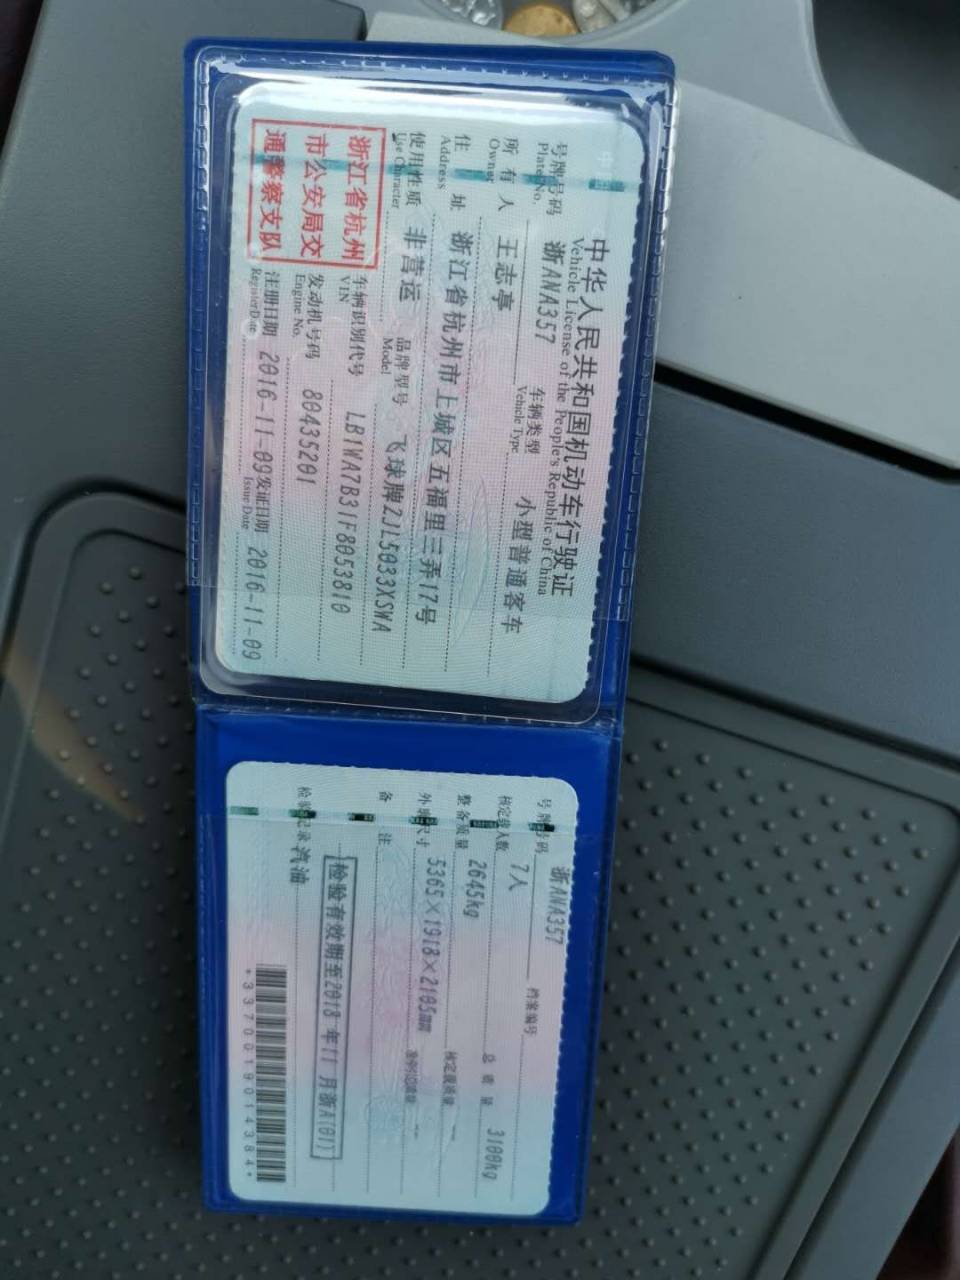 中华人民共和国机动车行驶证
Vehicle License of the People's Republic of China
号牌号码 浙ANA357 车辆类型 小型普通客车
Plate No. Vehicle Type
所有人 王志亭
Owner
住址 浙江省杭州市上城区五福里三弄17号
Address
使用性质 非营运 品牌型号 飞球牌ZJL5033XSWA
Use Character Model
浙江省杭州
市公安局交
通警察支队
车辆识别代号 LB1WA7B31F8053810
VIN
发动机号码 80435201
Engine No.
注册日期 2016-11-09 发证日期 2016-11-09
Register Date Issue Date
号牌号码 浙ANA357 档案编号
核定载人数 7人 总质量 3100kg
整备质量 2645kg 核定载质量 --
外廓尺寸 5365×1918×2105mm 准牵引总质量 --
备注
检验有效期至2018年11月浙A(01)
检验记录 汽油
*3370019014384*